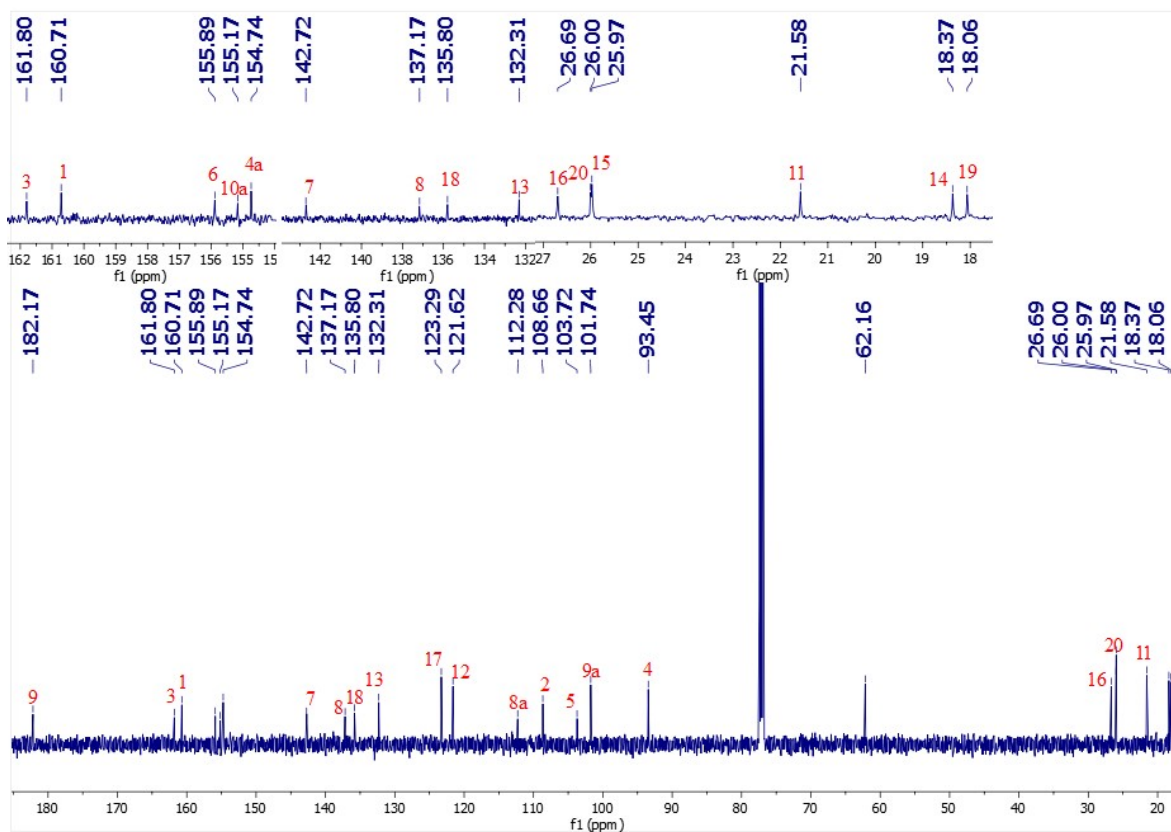 161.80 160.71 155.89 155.17 154.74 142.72 137.17 135.80 132.31 26.69 26.00 25.97 21.58 18.37 18.06
3 1 6 10a 4a 7 8 18 13 16 20 15 11 14 19
162 161 160 159 158 157 156 155 154 15 142 140 138 136 134 132 27 26 25 24 23 22 21 20 19 18
f1 (ppm) f1 (ppm) f1 (ppm)
182.17 161.80 160.71 155.89 155.17 154.74 142.72 137.17 135.80 132.31 123.29 121.62 112.28 108.66 103.72 101.74 93.45 62.16 26.69 26.00 25.97 21.58 18.37 18.06
9 3 1 7 8 18 13 17 12 8a 2 5 9a 4 16 20 11
180 170 160 150 140 130 120 110 100 90 80 70 60 50 40 30 20
f1 (ppm)